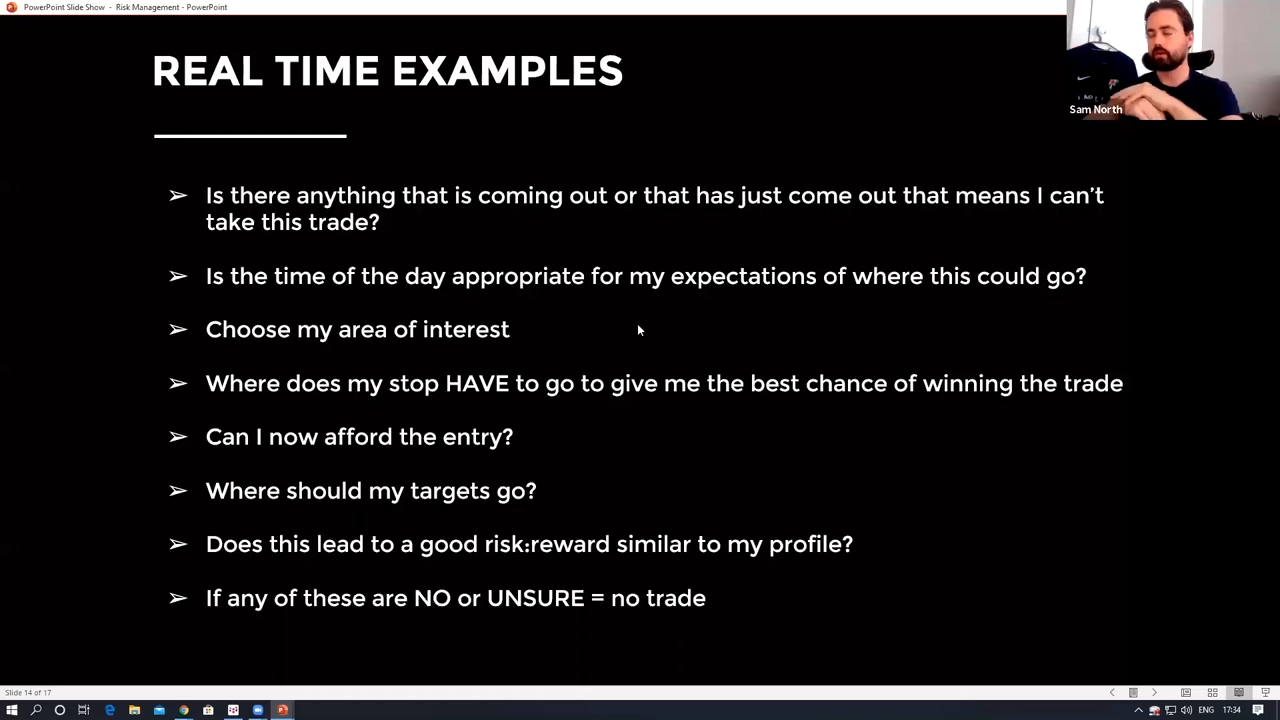 PowerPoint Slide Show - Risk Management - PowerPoint
Sam North
REAL TIME EXAMPLES
➢ Is there anything that is coming out or that has just come out that means I can't
take this trade?
➢ Is the time of the day appropriate for my expectations of where this could go?
➢ Choose my area of interest
➢ Where does my stop HAVE to go to give me the best chance of winning the trade
➢ Can I now afford the entry?
➢ Where should my targets go?
➢ Does this lead to a good risk:reward similar to my profile?
➢ If any of these are NO or UNSURE = no trade
Slide 14 of 17
ENG 17:34